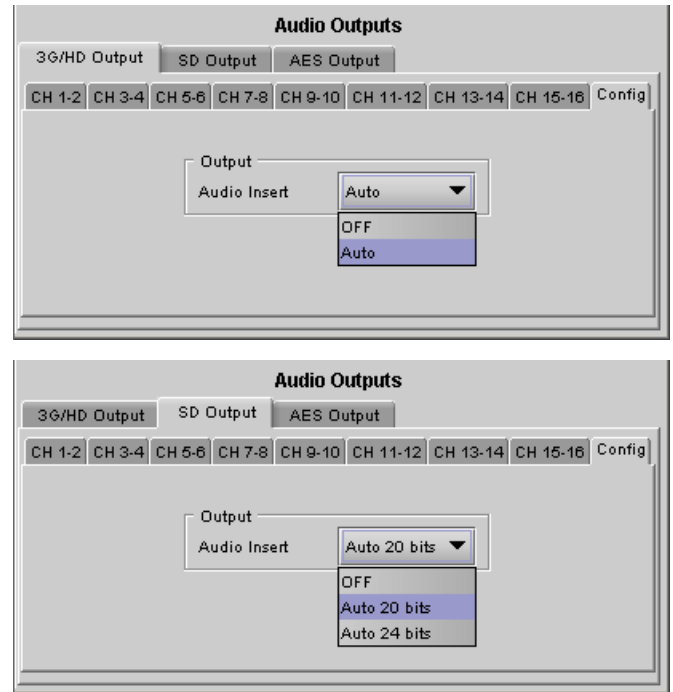 Audio Outputs
3G/HD Output SD Output AES Output
CH 1-2 CH 3-4 CH 5-6 CH 7-8 CH 9-10 CH 11-12 CH 13-14 CH 15-16 Config
Output
Audio Insert Auto
OFF
Auto
Audio Outputs
3G/HD Output SD Output AES Output
CH 1-2 CH 3-4 CH 5-6 CH 7-8 CH 9-10 CH 11-12 CH 13-14 CH 15-16 Config
Output
Audio Insert Auto 20 bits
OFF
Auto 20 bits
Auto 24 bits